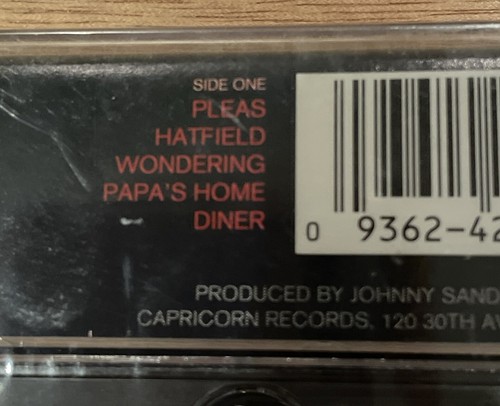 SIDE ONE
PLEAS
HATFIELD
WONDERING
PAPA'S HOME
DINER
0 9362-42
PRODUCED BY JOHNNY SAND
CAPRICORN RECORDS, 120 30TH AV